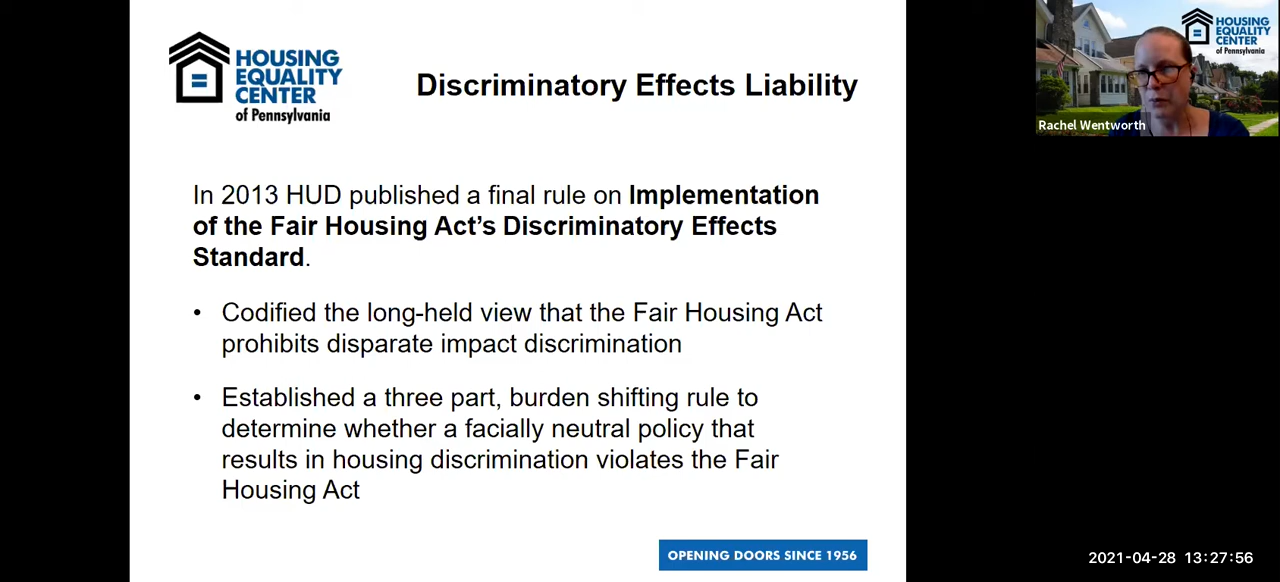 HOUSING
EQUALITY
CENTER
of Pennsylvania
Discriminatory Effects Liability
In 2013 HUD published a final rule on Implementation
of the Fair Housing Act’s Discriminatory Effects
Standard.
• Codified the long-held view that the Fair Housing Act
prohibits disparate impact discrimination
• Established a three part, burden shifting rule to
determine whether a facially neutral policy that
results in housing discrimination violates the Fair
Housing Act
OPENING DOORS SINCE 1956
HOUSING
EQUALITY
CENTER
of Pennsylvania
Rachel Wentworth
2021-04-28 13:27:56